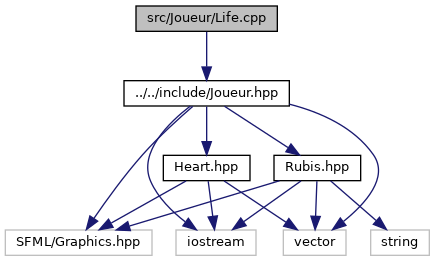 src/Joueur/Life.cpp
../../include/Joueur.hpp
Heart.hpp
Rubis.hpp
SFML/Graphics.hpp
iostream
vector
string